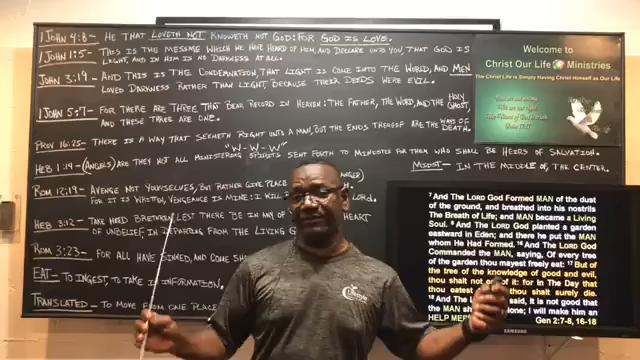 1 JOHN 4:8 - HE THAT LOVETH NOT KNOWETH NOT GOD: FOR GOD IS LOVE.
1 JOHN 1:5 - THIS IS THE MESSAGE WHICH WE HAVE HEARD OF HIM, AND DECLARE UNTO YOU, THAT GOD IS
LIGHT, AND IN HIM IS NO DARKNESS AT ALL.
JOHN 3:19 - AND THIS IS THE CONDEMNATION, THAT LIGHT IS COME INTO THE WORLD, AND MEN
LOVED DARKNESS RATHER THAN LIGHT, BECAUSE THEIR DEEDS WERE EVIL.
1 JOHN 5:7 - FOR THERE ARE THREE THAT BEAR RECORD IN HEAVEN: THE FATHER, THE WORD, AND THE HOLY GHOST,
AND THESE THREE ARE ONE.
PROV 16:25 - THERE IS A WAY THAT SEEMETH RIGHT UNTO A MAN, BUT THE ENDS THEREOF ARE THE WAYS OF DEATH.
"W-W-W"
HEB 1:14 - (ANGELS) ARE THEY NOT ALL MINISTERING SPIRITS SENT FORTH TO MINISTER FOR THEM WHO SHALL BE HEIRS OF SALVATION.
MIDST - IN THE MIDDLE OF THE CENTER.
ROM 12:19 - AVENGE NOT YOURSELVES, BUT RATHER GIVE PLACE
FOR IT IS WRITTEN, VENGEANCE IS MINE: I WILL LORD.
HEB 3:12 - TAKE HEED BRETHREN, LEST THERE BE IN ANY OF HEART
OF UNBELIEF IN DEPARTING FROM THE LIVING
ROM 3:23 - FOR ALL HAVE SINNED, AND COME
EAT - TO INGEST, TO TAKE IN INFORMATION,
TRANSLATED - TO MOVE FROM ONE PLACE
Welcome to
Christ Our Life Ministries
The Christ Life is Simply Having Christ Himself as Our Life
7 And the LORD God Formed MAN of the dust
of the ground, and breathed into his nostrils
The Breath of Life; and MAN became a Living
Soul. 8 And the LORD God planted a garden
eastward in Eden; and there he put the MAN
whom He Had Formed. 16 And the LORD God
Commanded the MAN, saying, Of every tree
of the garden thou mayest freely eat: 17 But of
the tree of the knowledge of good and evil,
thou shalt not eat of it: for In The Day that
thou eatest thou shalt surely die.
18 And the LORD said, It is not good that
the MAN alone; I will make him an
HELP Gen 2:7-8, 16-18
SAMSUNG